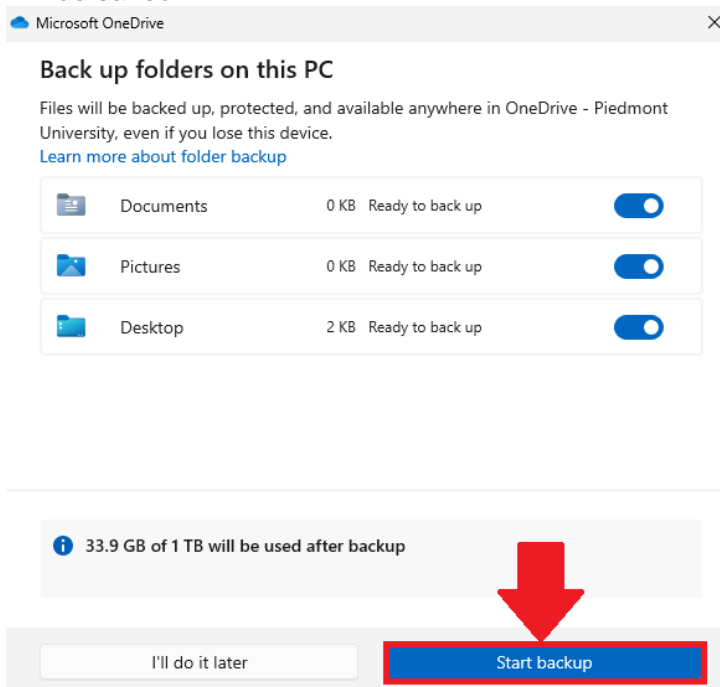 Microsoft OneDrive
Back up folders on this PC
Files will be backed up, protected, and available anywhere in OneDrive - Piedmont
University, even if you lose this device.
Learn more about folder backup
Documents 0 KB Ready to back up
Pictures 0 KB Ready to back up
Desktop 2 KB Ready to back up
33.9 GB of 1 TB will be used after backup
I'll do it later Start backup